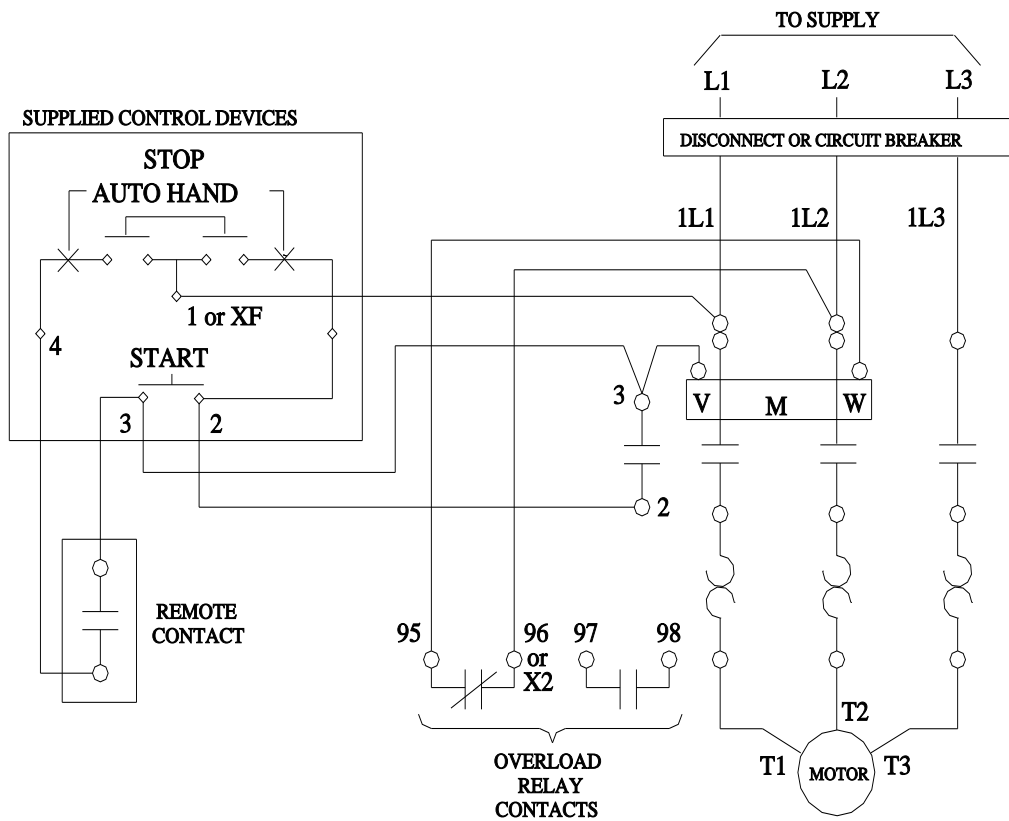 TO SUPPLY
L1 L2 L3
SUPPLIED CONTROL DEVICES
DISCONNECT OR CIRCUIT BREAKER
STOP
AUTO HAND
1L1 1L2 1L3
1 or XF
4
START
3 2
3
V M W
2
REMOTE
CONTACT
95 96 97 98
or
X2
T2
T1 MOTOR T3
OVERLOAD
RELAY
CONTACTS